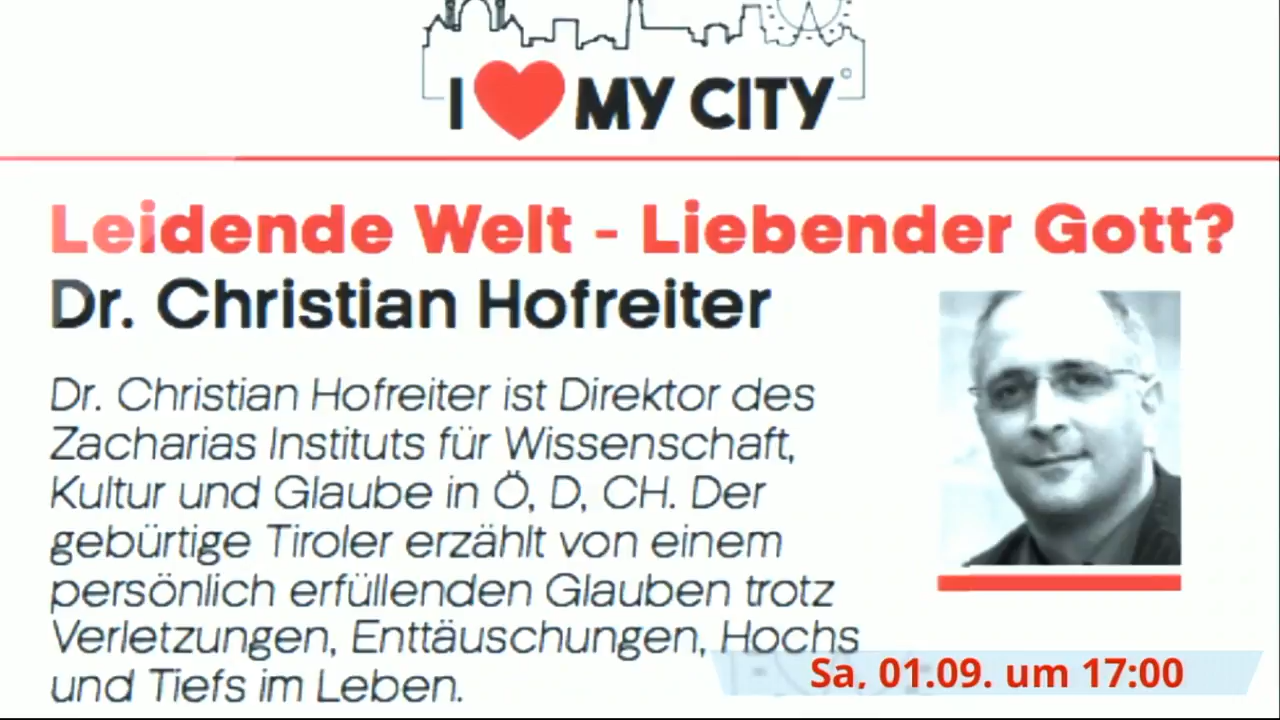 I ❤ MY CITY
Leidende Welt - Liebender Gott?
Dr. Christian Hofreiter
Dr. Christian Hofreiter ist Direktor des
Zacharias Instituts für Wissenschaft,
Kultur und Glaube in Ö, D, CH. Der
gebürtige Tiroler erzählt von einem
persönlich erfüllenden Glauben trotz
Verletzungen, Enttäuschungen, Hochs
und Tiefs im Leben.
Sa, 01.09. um 17:00